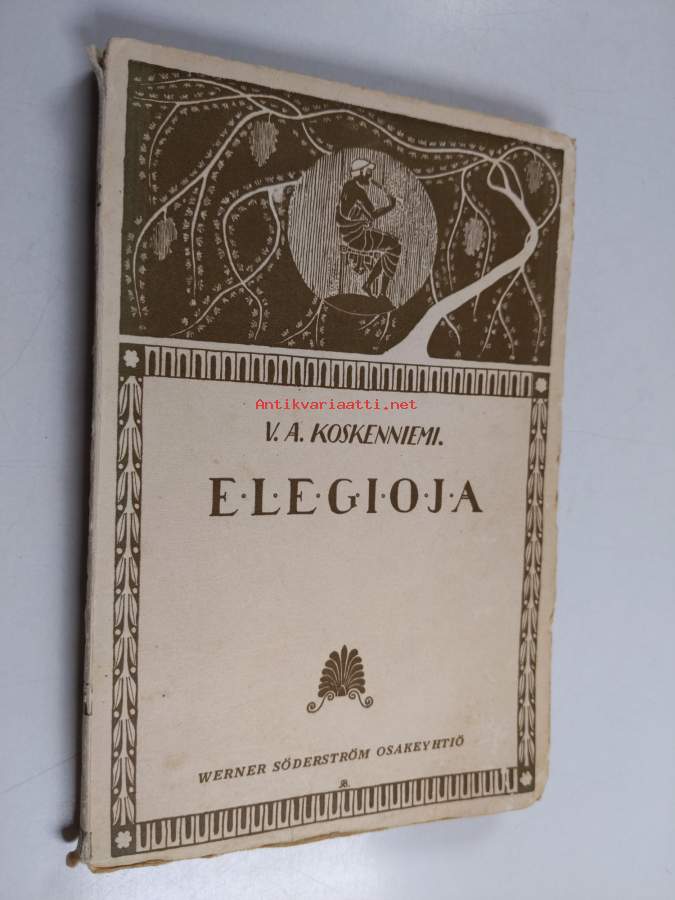 Antikvariaatti.net
V. A. KOSKENNIEMI.
E·L·E·G·I·O·J·A
WERNER SÖDERSTRÖM OSAKEYHTIÖ